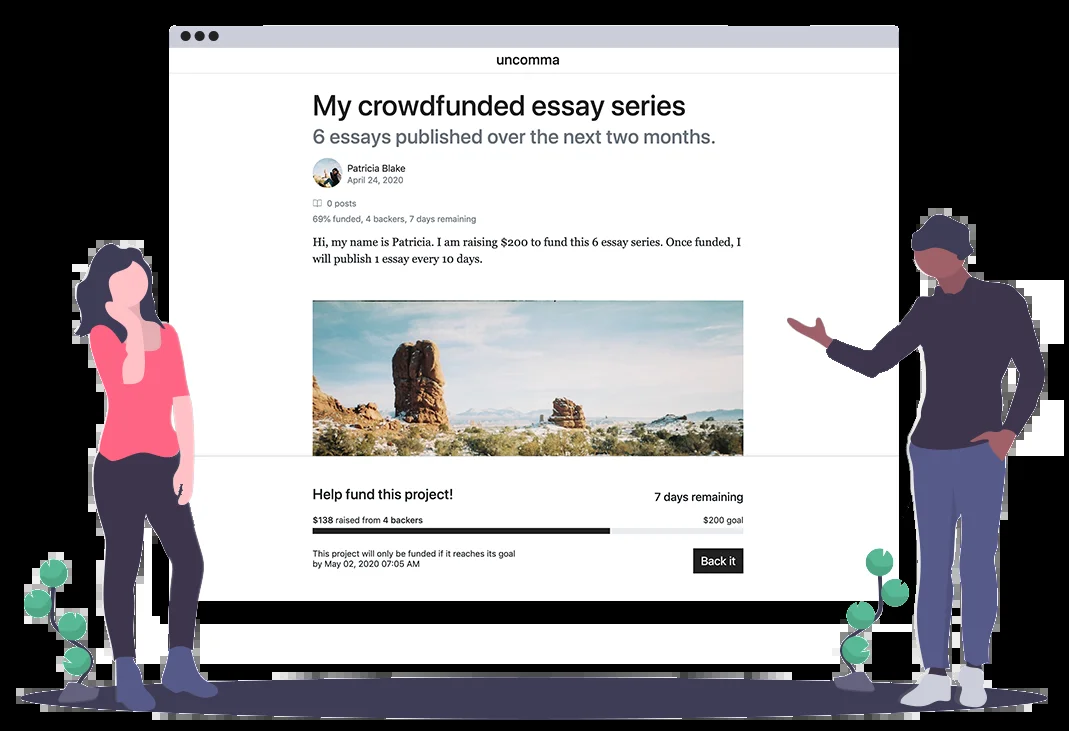 uncomma
My crowdfunded essay series
6 essays published over the next two months.
Patricia Blake
April 24, 2020
0 posts
69% funded, 4 backers, 7 days remaining
Hi, my name is Patricia. I am raising $200 to fund this 6 essay series. Once funded, I
will publish 1 essay every 10 days.
Help fund this project!
7 days remaining
$138 raised from 4 backers
$200 goal
This project will only be funded if it reaches its goal
by May 02, 2020 07:05 AM
Back it